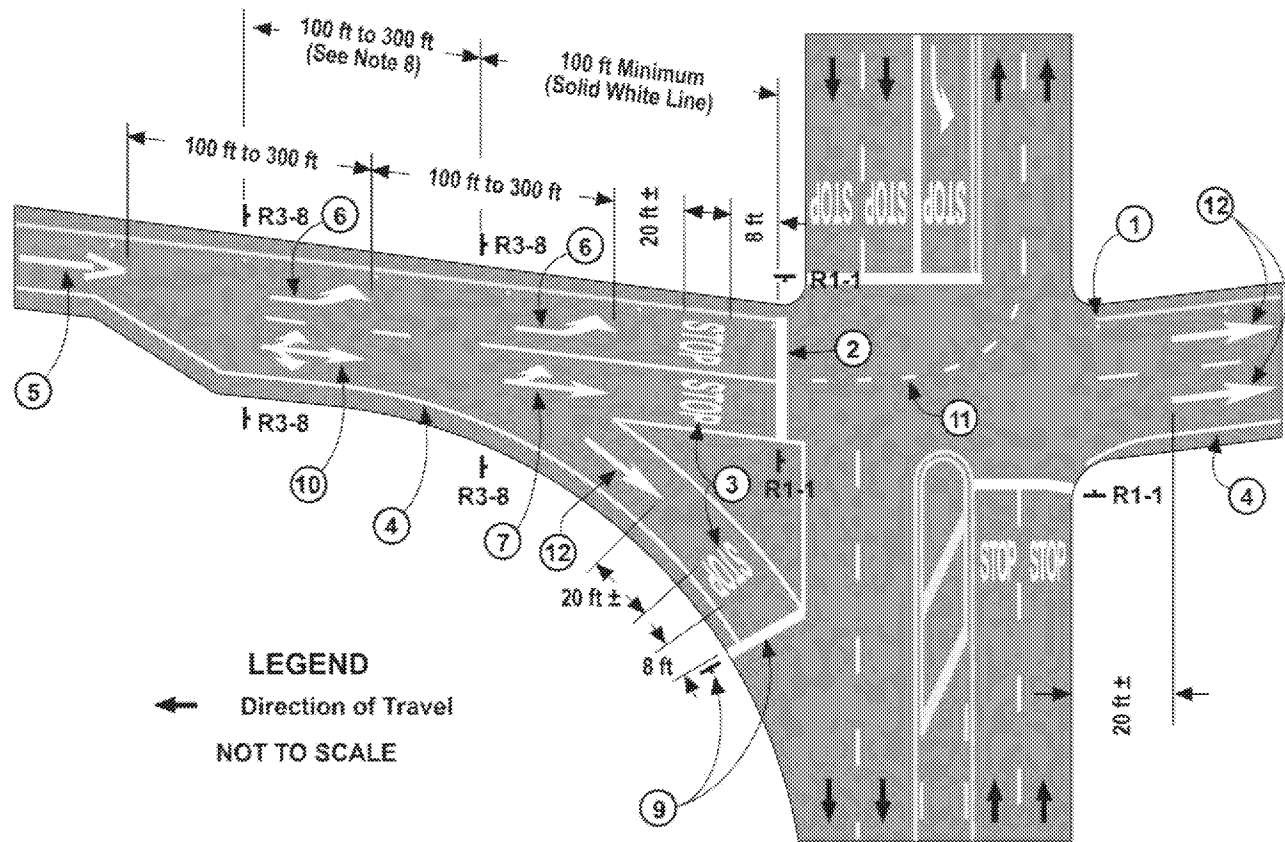 100 ft to 300 ft
(See Note 8)
100 ft Minimum
(Solid White Line)
100 ft to 300 ft
100 ft to 300 ft
20 ft ±
8 ft
STOP
STOP
STOP
12
1
R3-8
6
R3-8
6
R1-1
5
STOP
2
STOP
11
R3-8
10
R3-8
4
7
12
3
R1-1
R1-1
4
STOP
STOP
STOP
20 ft ±
8 ft
20 ft ±
9
LEGEND
Direction of Travel
NOT TO SCALE